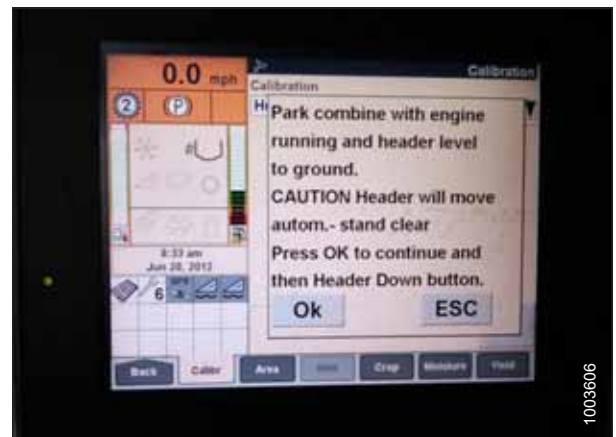 0.0 mph
Calibration
Calibration
2
P
H
Park combine with engine
running and header level
to ground.
CAUTION Header will move
autom.- stand clear
Press OK to continue and
then Header Down button.
Ok ESC
8:33 am
Jun 20, 2012
6
Back Calibr Area Crop Moisture Yield
1003606